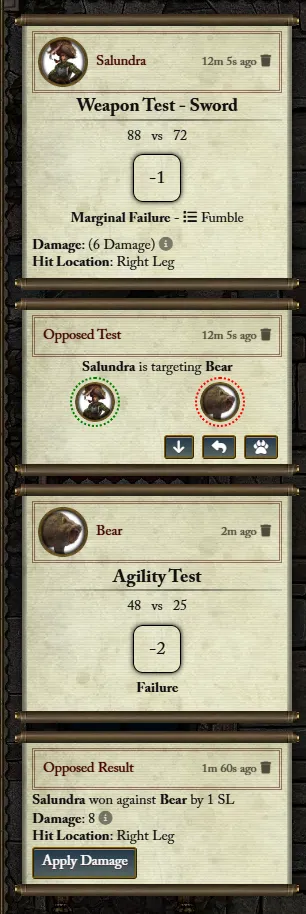 Salundra 12m 5s ago
Weapon Test - Sword
88 vs 72
-1
Marginal Failure - Fumble
Damage: (6 Damage)
Hit Location: Right Leg
Opposed Test 12m 5s ago
Salundra is targeting Bear
Bear 2m ago
Agility Test
48 vs 25
-2
Failure
Opposed Result 1m 60s ago
Salundra won against Bear by 1 SL
Damage: 8
Hit Location: Right Leg
Apply Damage